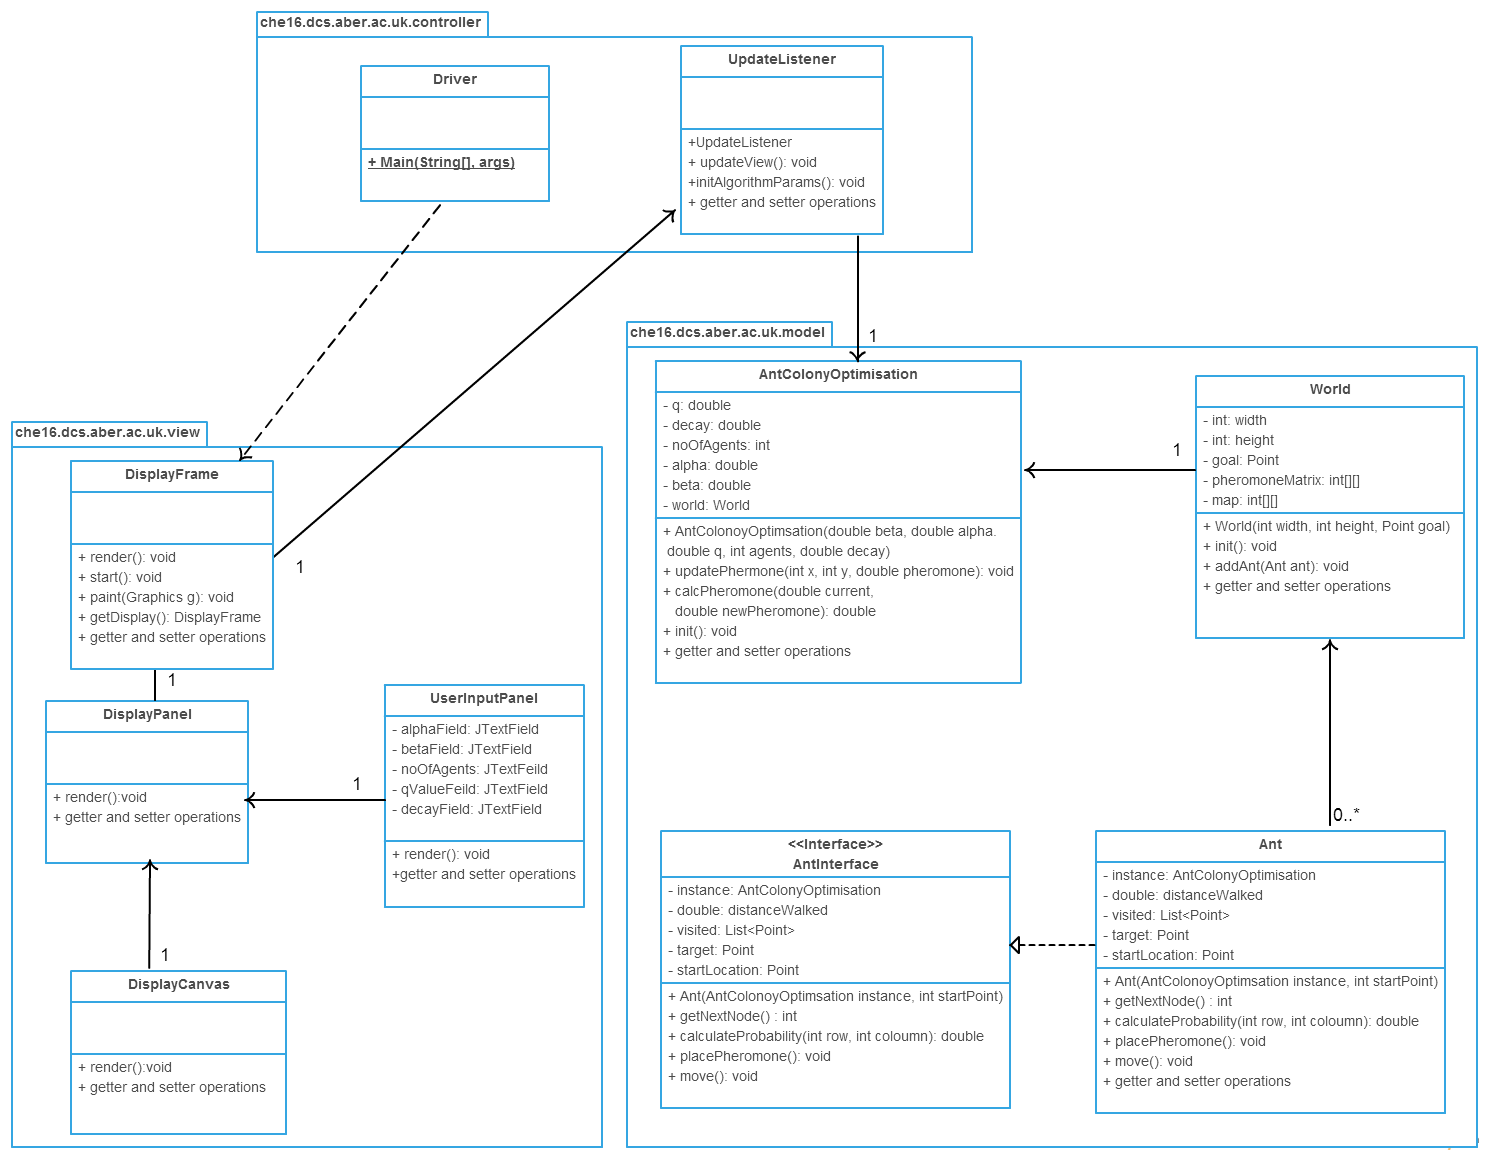 che16.dcs.aber.ac.uk.controller
Driver
+ Main(String[], args)
UpdateListener
+UpdateListener
+ updateView(): void
+initAlgorithmParams(): void
+ getter and setter operations
1
che16.dcs.aber.ac.uk.model
AntColonyOptimisation
- q: double
- decay: double
- noOfAgents: int
- alpha: double
- beta: double
- world: World
+ AntColonoyOptimsation(double beta, double alpha.
double q, int agents, double decay)
+ updatePhermone(int x, int y, double pheromone): void
+ calcPheromone(double current,
double newPheromone): double
+ init(): void
+ getter and setter operations
1
World
- int: width
- int: height
- goal: Point
- pheromoneMatrix: int[][]
- map: int[][]
+ World(int width, int height, Point goal)
+ init(): void
+ addAnt(Ant ant): void
+ getter and setter operations
0..*
<<Interface>>
AntInterface
- instance: AntColonyOptimisation
- double: distanceWalked
- visited: List<Point>
- target: Point
- startLocation: Point
+ Ant(AntColonoyOptimsation instance, int startPoint)
+ getNextNode() : int
+ calculateProbability(int row, int coloumn): double
+ placePheromone(): void
+ move(): void
Ant
- instance: AntColonyOptimisation
- double: distanceWalked
- visited: List<Point>
- target: Point
- startLocation: Point
+ Ant(AntColonoyOptimsation instance, int startPoint)
+ getNextNode() : int
+ calculateProbability(int row, int coloumn): double
+ placePheromone(): void
+ move(): void
+ getter and setter operations
che16.dcs.aber.ac.uk.view
DisplayFrame
+ render(): void
+ start(): void
+ paint(Graphics g): void
+ getDisplay(): DisplayFrame
+ getter and setter operations
1
1
DisplayPanel
+ render():void
+ getter and setter operations
1
UserInputPanel
- alphaField: JTextField
- betaField: JTextField
- noOfAgents: JTextFeild
- qValueFeild: JTextField
- decayField: JTextField
+ render(): void
+getter and setter operations
1
DisplayCanvas
+ render():void
+ getter and setter operations